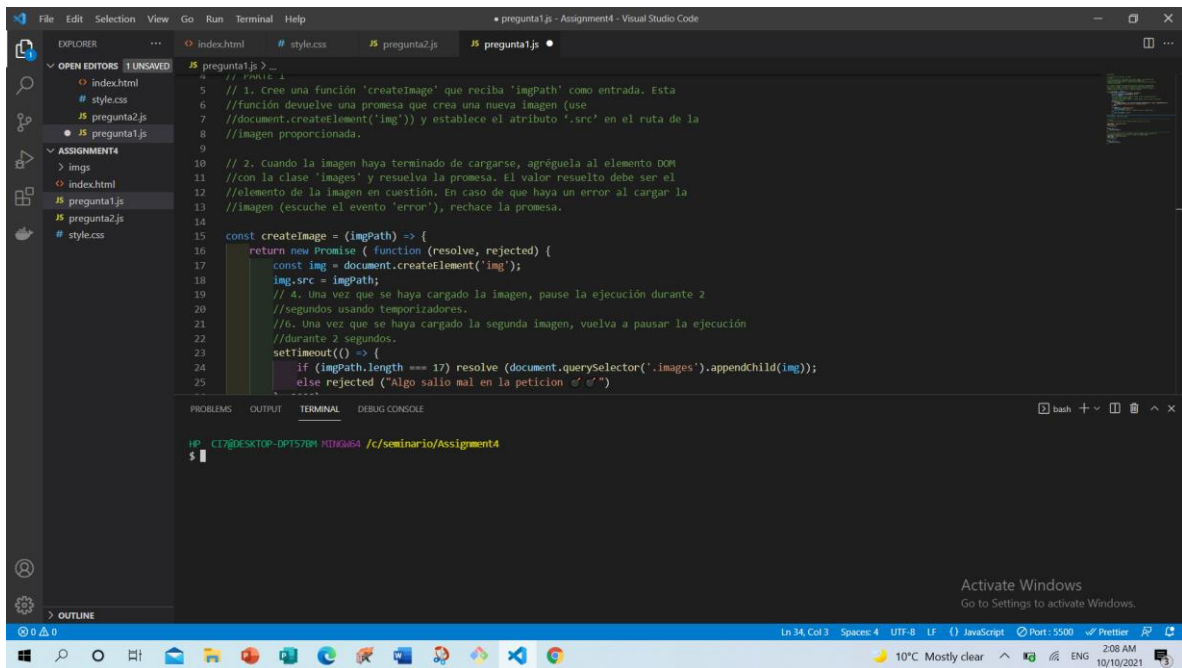 File Edit Selection View Go Run Terminal Help
● pregunta1.js - Assignment4 - Visual Studio Code
EXPLORER
index.html
# style.css
JS pregunta2.js
JS pregunta1.js ●
OPEN EDITORS 1 UNSAVED
index.html
# style.css
JS pregunta2.js
● JS pregunta1.js
ASSIGNMENT4
> imgs
index.html
JS pregunta1.js
JS pregunta2.js
# style.css
> OUTLINE
JS pregunta1.js > ...
4 // PARTE 1
5 // 1. Cree una función 'createImage' que reciba 'imgPath' como entrada. Esta
6 //función devuelve una promesa que crea una nueva imagen (use
7 //document.createElement('img')) y establece el atributo '.src' en el ruta de la
8 //imagen proporcionada.
9
10 // 2. Cuando la imagen haya terminado de cargarse, agréguela al elemento DOM
11 //con la clase 'images' y resuelva la promesa. El valor resuelto debe ser el
12 //elemento de la imagen en cuestión. En caso de que haya un error al cargar la
13 //imagen (escuche el evento 'error'), rechace la promesa.
14
15 const createImage = (imgPath) => {
16 return new Promise ( function (resolve, rejected) {
17 const img = document.createElement('img');
18 img.src = imgPath;
19 // 4. Una vez que se haya cargado la imagen, pause la ejecución durante 2
20 //segundos usando temporizadores.
21 //6. Una vez que se haya cargado la segunda imagen, vuelva a pausar la ejecución
22 //durante 2 segundos.
23 setTimeout(() => {
24 if (imgPath.length === 17) resolve (document.querySelector('.images').appendChild(img));
25 else rejected ("Algo salio mal en la peticion 💣 💣")
PROBLEMS OUTPUT TERMINAL DEBUG CONSOLE
bash
HP CI7@DESKTOP-DPT57BM MINGW64 /c/seminario/Assignment4
$
Activate Windows
Go to Settings to activate Windows.
0 0
Ln 34, Col 3 Spaces: 4 UTF-8 LF {} JavaScript Port : 5500 Prettier
10°C Mostly clear ENG 2:08 AM
10/10/2021